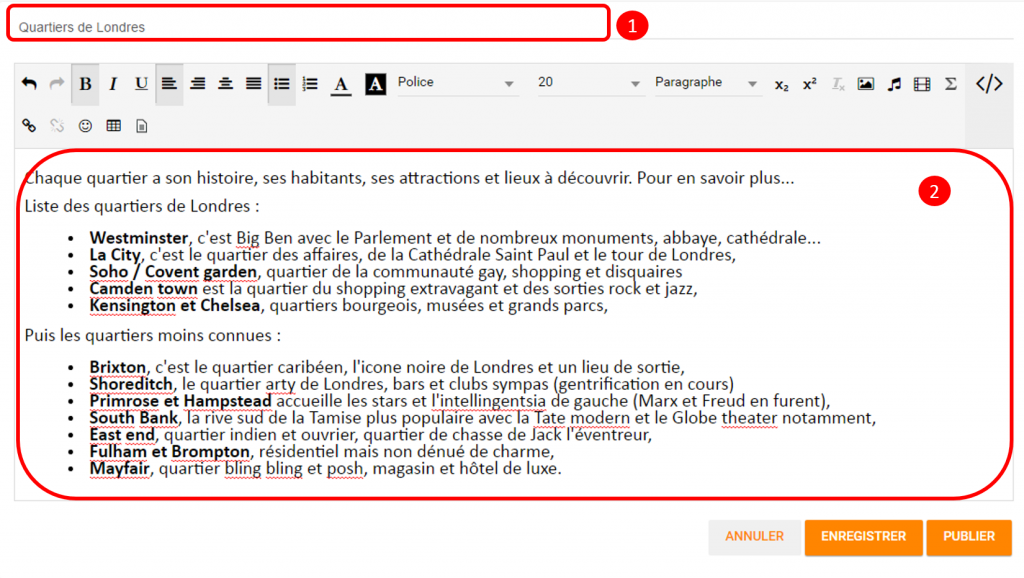 Quartiers de Londres
1
B I U A A Police 20 Paragraphe x₂ x² Ix Σ </>
Chaque quartier a son histoire, ses habitants, ses attractions et lieux à découvrir. Pour en savoir plus...
2
Liste des quartiers de Londres :
• Westminster, c'est Big Ben avec le Parlement et de nombreux monuments, abbaye, cathédrale...
• La City, c'est le quartier des affaires, de la Cathédrale Saint Paul et le tour de Londres,
• Soho / Covent garden, quartier de la communauté gay, shopping et disquaires
• Camden town est la quartier du shopping extravagant et des sorties rock et jazz,
• Kensington et Chelsea, quartiers bourgeois, musées et grands parcs,
Puis les quartiers moins connues :
• Brixton, c'est le quartier caribéen, l'icone noire de Londres et un lieu de sortie,
• Shoreditch, le quartier arty de Londres, bars et clubs sympas (gentrification en cours)
• Primrose et Hampstead accueille les stars et l'intellingentsia de gauche (Marx et Freud en furent),
• South Bank, la rive sud de la Tamise plus populaire avec la Tate modern et le Globe theater notamment,
• East end, quartier indien et ouvrier, quartier de chasse de Jack l'éventreur,
• Fulham et Brompton, résidentiel mais non dénué de charme,
• Mayfair, quartier bling bling et posh, magasin et hôtel de luxe.
ANNULER ENREGISTRER PUBLIER